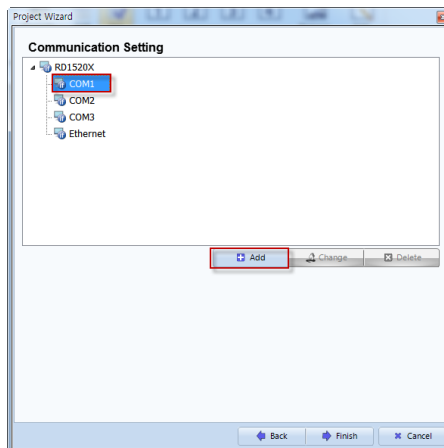 Project Wizard
Communication Setting
RD1520X
COM1
COM2
COM3
Ethernet
Add Change Delete
Back Finish Cancel